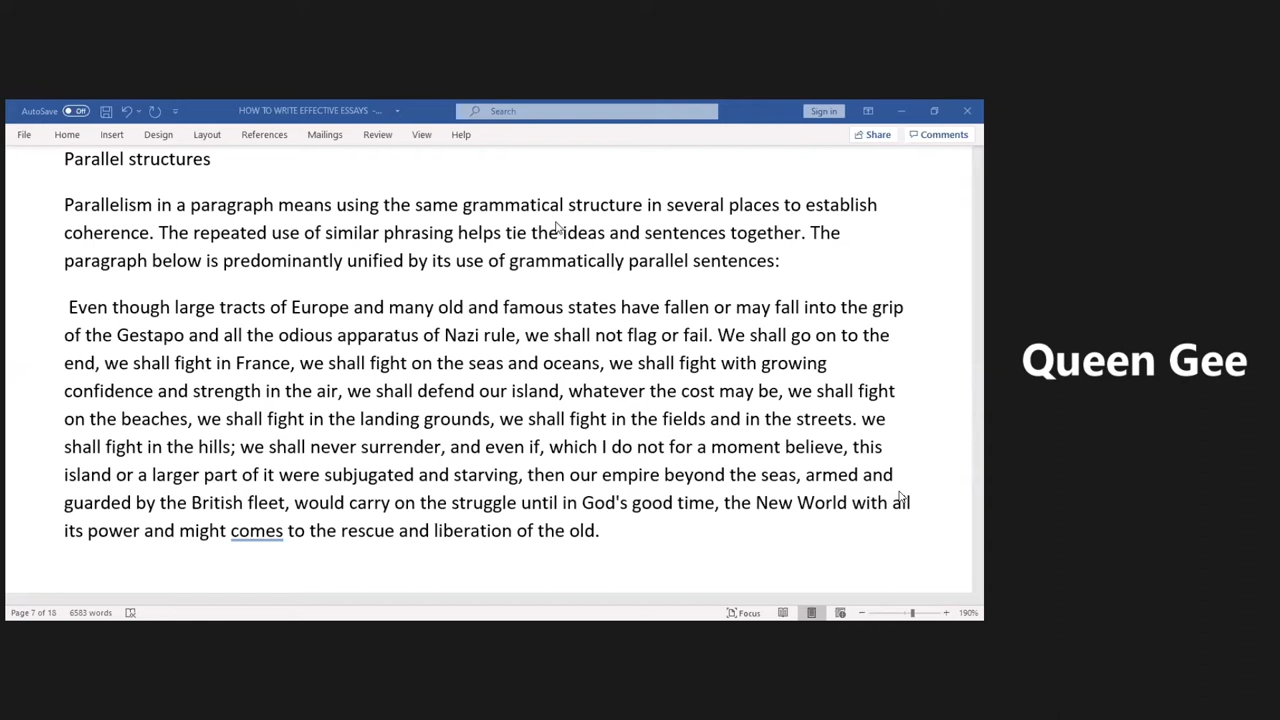 AutoSave Off HOW TO WRITE EFFECTIVE ESSAYS -... Search Sign in
File Home Insert Design Layout References Mailings Review View Help Share Comments
Parallel structures
Parallelism in a paragraph means using the same grammatical structure in several places to establish
coherence. The repeated use of similar phrasing helps tie the ideas and sentences together. The
paragraph below is predominantly unified by its use of grammatically parallel sentences:
Even though large tracts of Europe and many old and famous states have fallen or may fall into the grip
of the Gestapo and all the odious apparatus of Nazi rule, we shall not flag or fail. We shall go on to the
end, we shall fight in France, we shall fight on the seas and oceans, we shall fight with growing
confidence and strength in the air, we shall defend our island, whatever the cost may be, we shall fight
on the beaches, we shall fight in the landing grounds, we shall fight in the fields and in the streets. we
shall fight in the hills; we shall never surrender, and even if, which I do not for a moment believe, this
island or a larger part of it were subjugated and starving, then our empire beyond the seas, armed and
guarded by the British fleet, would carry on the struggle until in God's good time, the New World with all
its power and might comes to the rescue and liberation of the old.
Queen Gee
Page 7 of 18 6583 words Focus 190%